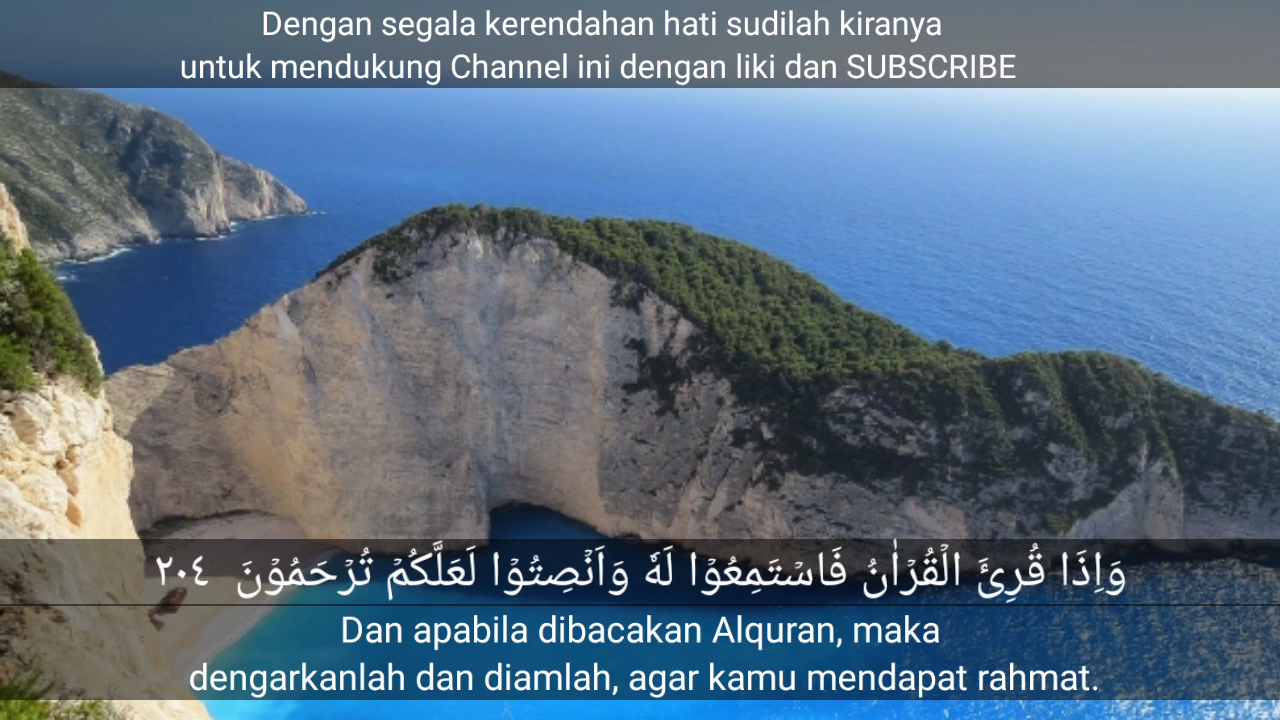 Dengan segala kerendahan hati sudilah kiranya
untuk mendukung Channel ini dengan liki dan SUBSCRIBE
وَاِذَا قُرِئَ الْقُرْاٰنُ فَاسْتَمِعُوْا لَهٗ وَاَنْصِتُوْا لَعَلَّكُمْ تُرْحَمُوْنَ ٢٠٤
Dan apabila dibacakan Alquran, maka
dengarkanlah dan diamlah, agar kamu mendapat rahmat.